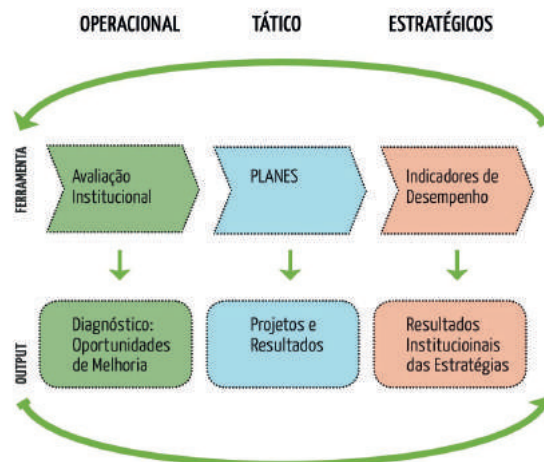 OPERACIONAL
TÁTICO
ESTRATÉGICOS
FERRAMENTA
Avaliação
Institucional
PLANES
Indicadores de
Desempenho
OUTPUT
Diagnóstico:
Oportunidades
de Melhoria
Projetos e
Resultados
Resultados
Institucioinais
das Estratégias